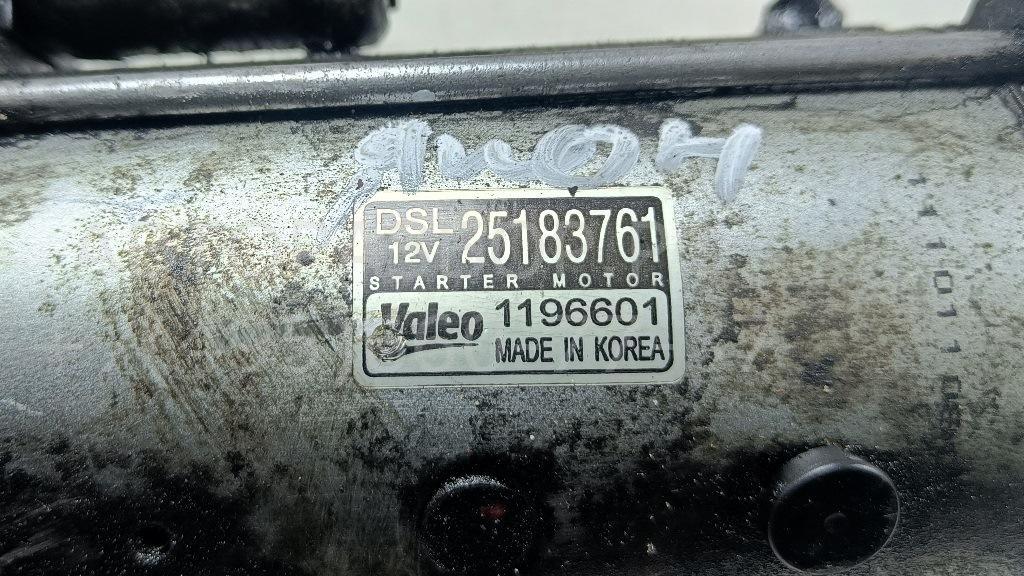 DSL 25183761
12V
STARTER MOTOR
Valeo 1196601
MADE IN KOREA